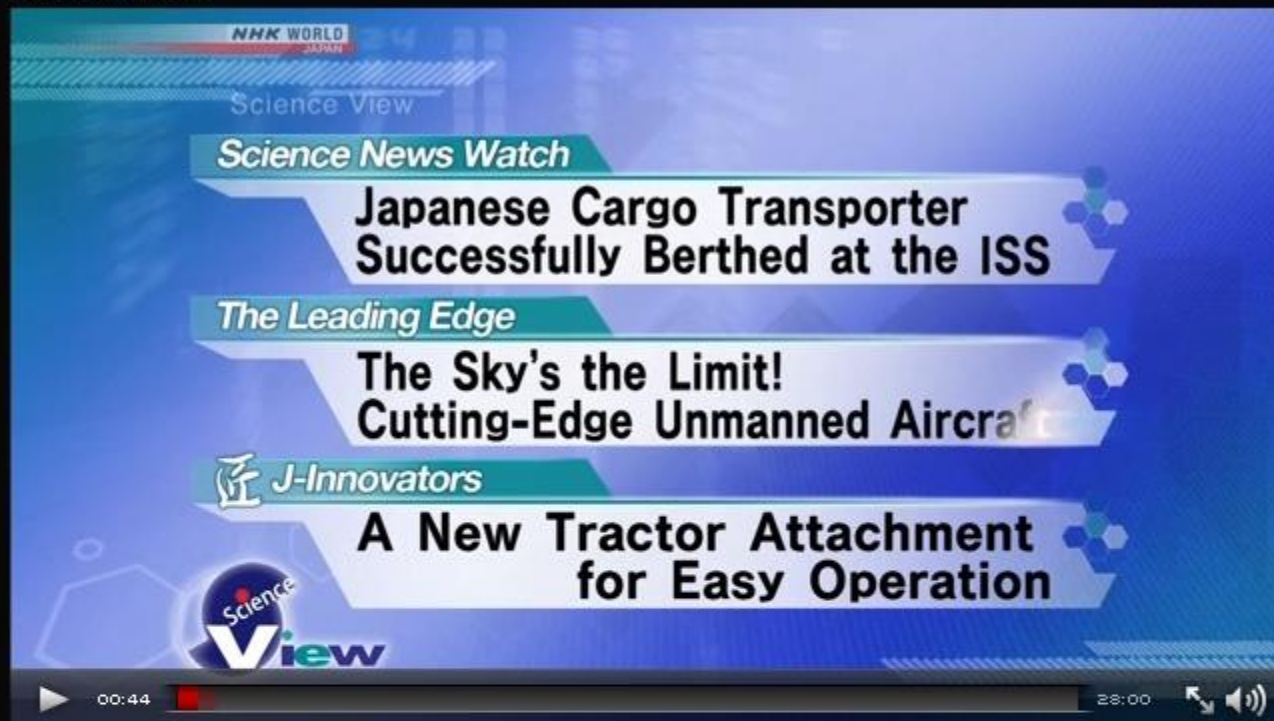 NHK WORLD
JAPAN
Science View
Science News Watch
Japanese Cargo Transporter
Successfully Berthed at the ISS
The Leading Edge
The Sky's the Limit!
Cutting-Edge Unmanned Aircraft
匠 J-Innovators
A New Tractor Attachment
for Easy Operation
Science
View
00:44
28:00